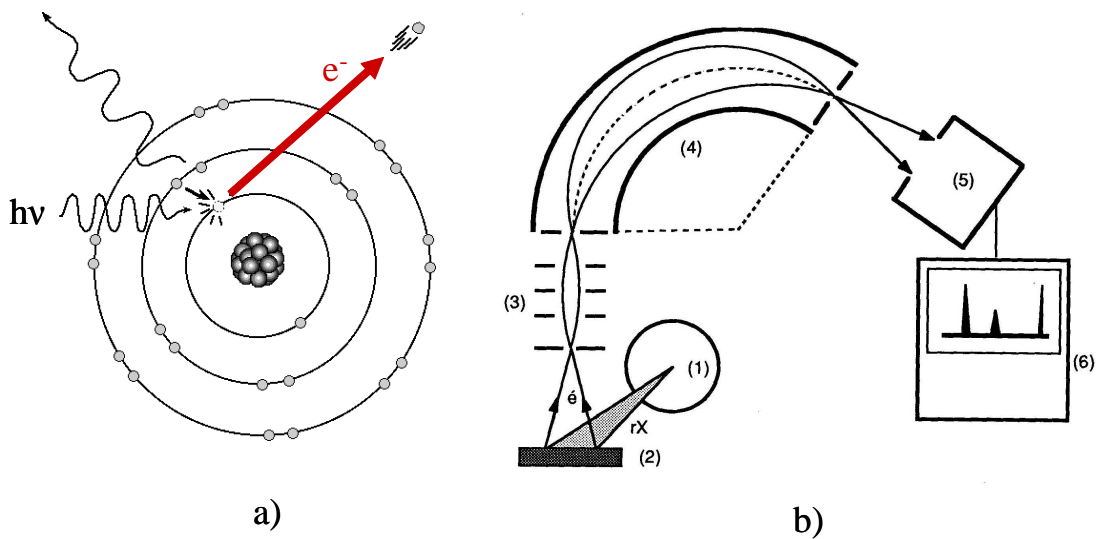 e-
hν
(4)
(5)
(3)
(1)
(6)
é
rX
(2)
a)
b)